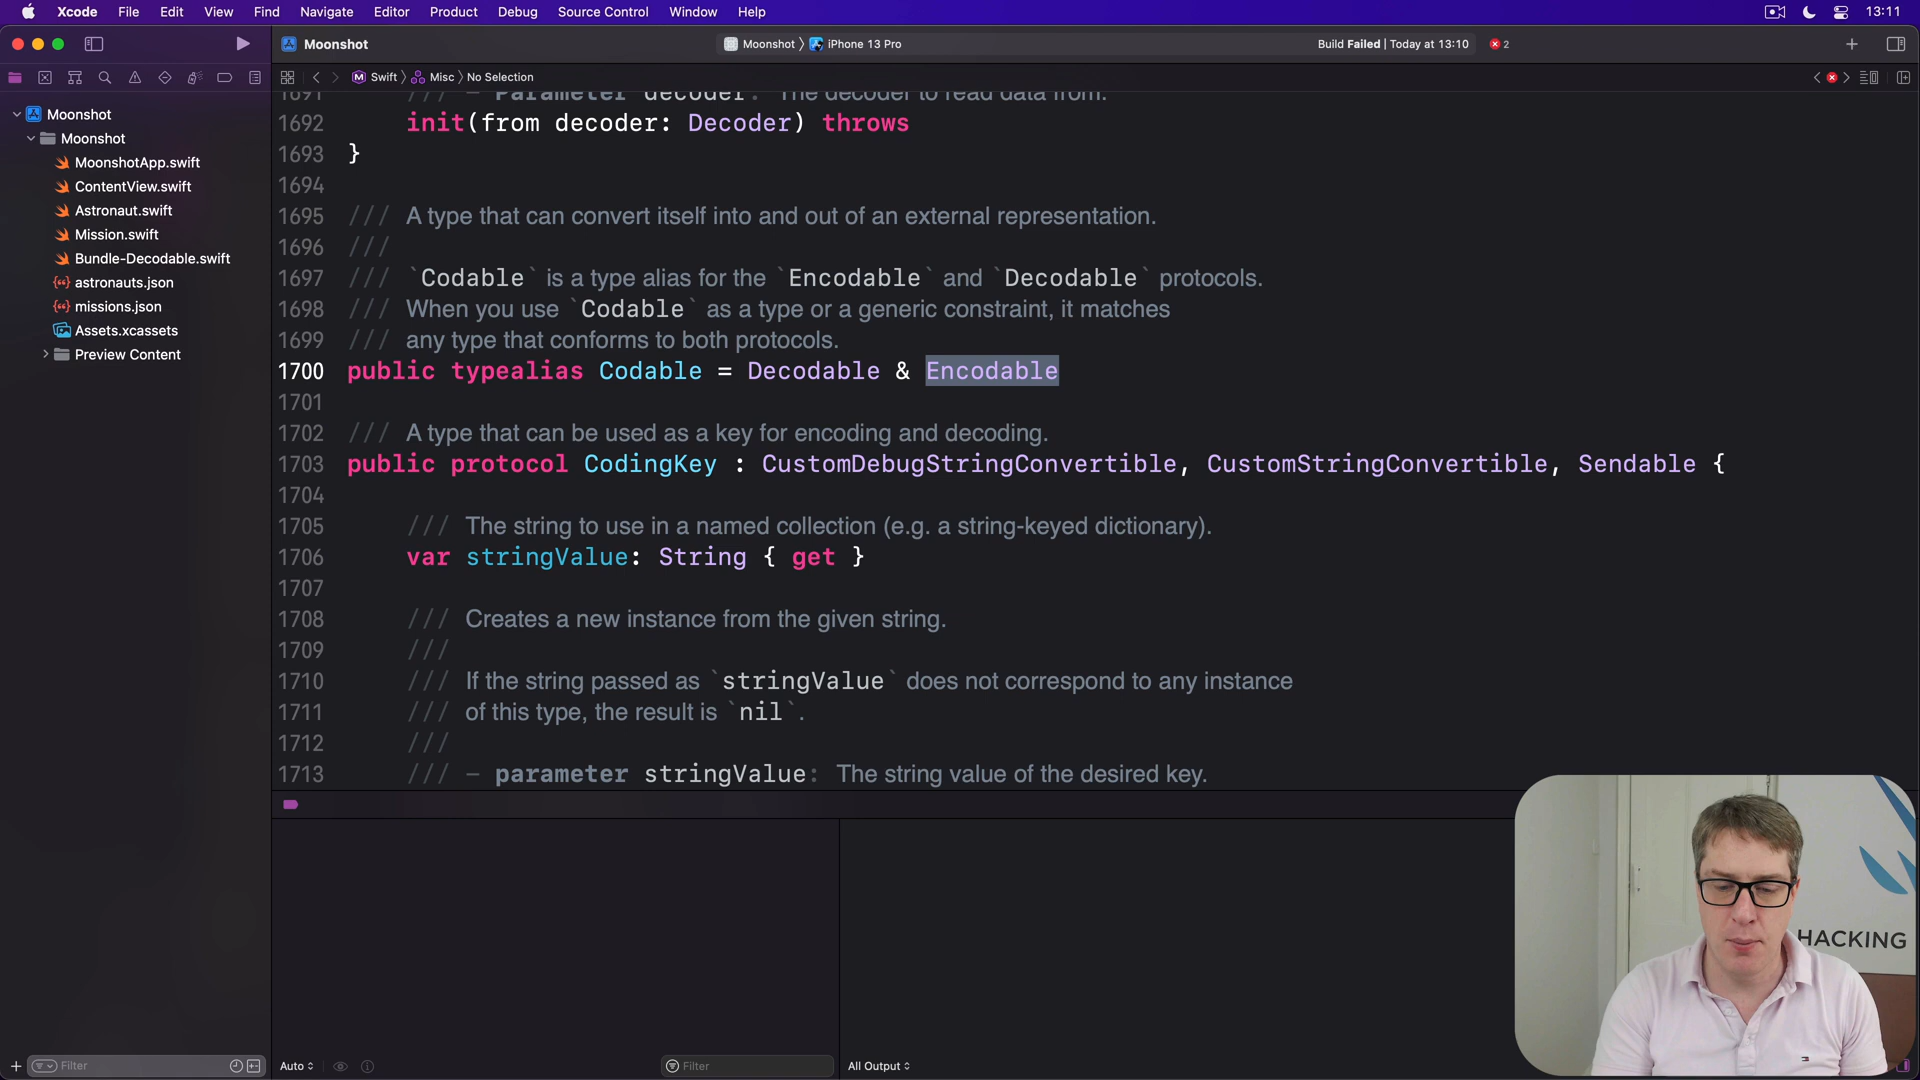 Xcode File Edit View Find Navigate Editor Product Debug Source Control Window Help 13:11
Moonshot
Moonshot 〉 iPhone 13 Pro
Build Failed | Today at 13:10
2
Swift 〉 Misc 〉 No Selection
Moonshot
Moonshot
MoonshotApp.swift
ContentView.swift
Astronaut.swift
Mission.swift
Bundle-Decodable.swift
astronauts.json
missions.json
Assets.xcassets
Preview Content
1691 /// - Parameter decoder: The decoder to read data from.
1692 init(from decoder: Decoder) throws
1693 }
1694
1695 /// A type that can convert itself into and out of an external representation.
1696 ///
1697 /// `Codable` is a type alias for the `Encodable` and `Decodable` protocols.
1698 /// When you use `Codable` as a type or a generic constraint, it matches
1699 /// any type that conforms to both protocols.
1700 public typealias Codable = Decodable & Encodable
1701
1702 /// A type that can be used as a key for encoding and decoding.
1703 public protocol CodingKey : CustomDebugStringConvertible, CustomStringConvertible, Sendable {
1704
1705 /// The string to use in a named collection (e.g. a string-keyed dictionary).
1706 var stringValue: String { get }
1707
1708 /// Creates a new instance from the given string.
1709 ///
1710 /// If the string passed as `stringValue` does not correspond to any instance
1711 /// of this type, the result is `nil`.
1712 ///
1713 /// - parameter stringValue: The string value of the desired key.
HACKING
Filter
Auto
Filter
All Output